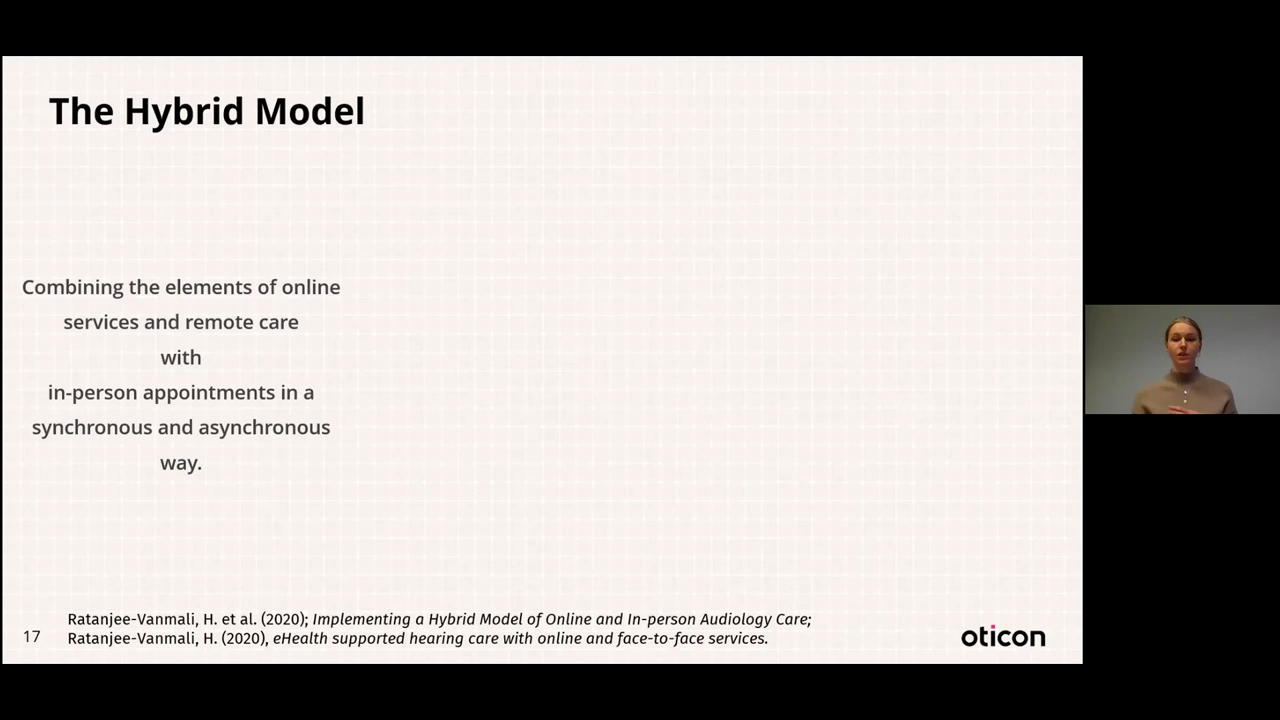 The Hybrid Model
Combining the elements of online
services and remote care
with
in-person appointments in a
synchronous and asynchronous
way.
Ratanjee-Vanmali, H. et al. (2020); Implementing a Hybrid Model of Online and In-person Audiology Care;
17 Ratanjee-Vanmali, H. (2020), eHealth supported hearing care with online and face-to-face services.
oticon